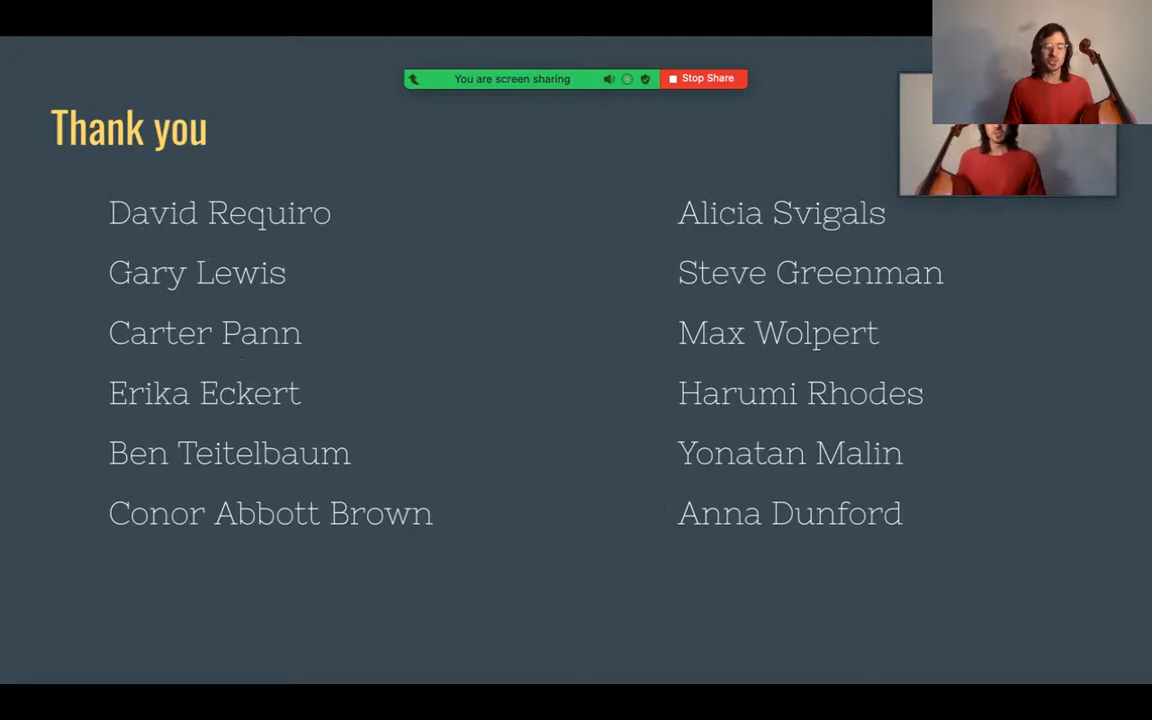 You are screen sharing
Stop Share
Thank you
David Requiro
Gary Lewis
Carter Pann
Erika Eckert
Ben Teitelbaum
Conor Abbott Brown
Alicia Svigals
Steve Greenman
Max Wolpert
Harumi Rhodes
Yonatan Malin
Anna Dunford